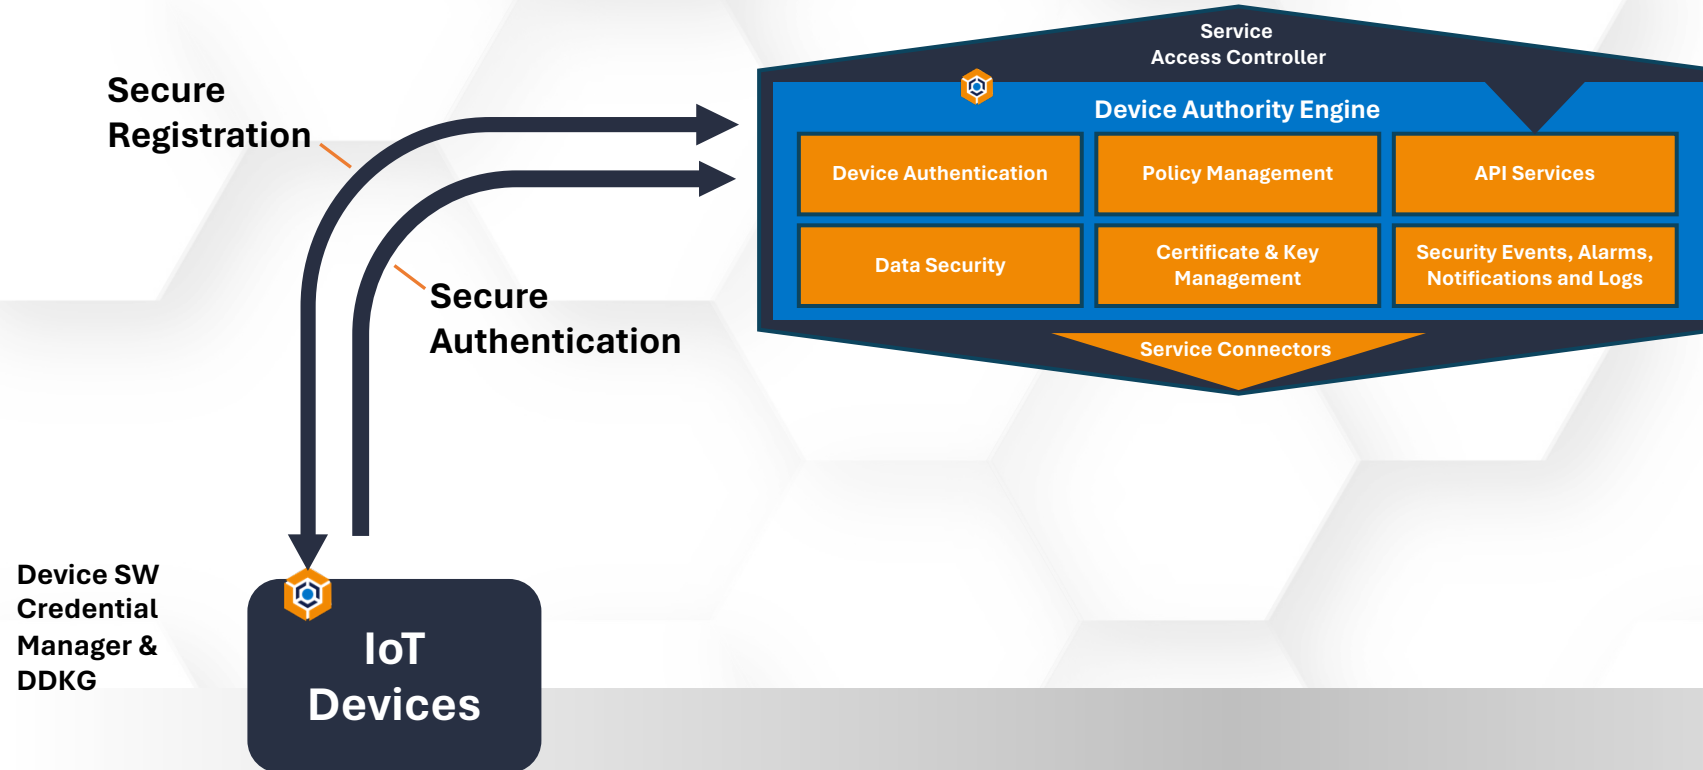 Service
Access Controller
Secure
Registration
Device Authority Engine
Device Authentication
Policy Management
API Services
Data Security
Certificate & Key
Management
Security Events, Alarms,
Notifications and Logs
Secure
Authentication
Service Connectors
Device SW
Credential
Manager &
DDKG
IoT
Devices